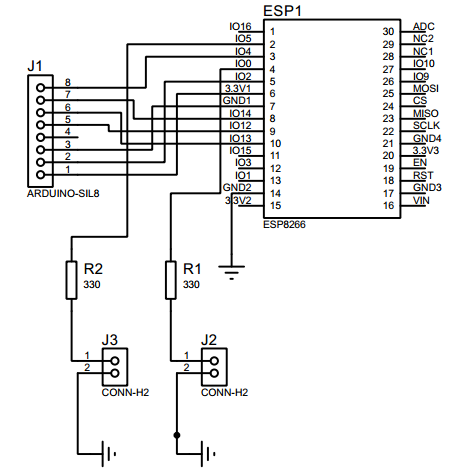 ESP1
IO16 1 30 ADC
IO5 2 29 NC2
IO4 3 28 NC1
IO0 4 27 IO10
IO2 5 26 IO9
3.3V1 6 25 MOSI
GND1 7 24 CS
IO14 8 23 MISO
IO12 9 22 SCLK
IO13 10 21 GND4
IO15 11 20 3.3V3
IO3 12 19 EN
IO1 13 18 RST
GND2 14 17 GND3
3.3V2 15 16 VIN
ESP8266
J1
8
7
6
5
4
3
2
1
ARDUINO-SIL8
R2
330
R1
330
J3
1
2
CONN-H2
J2
1
2
CONN-H2